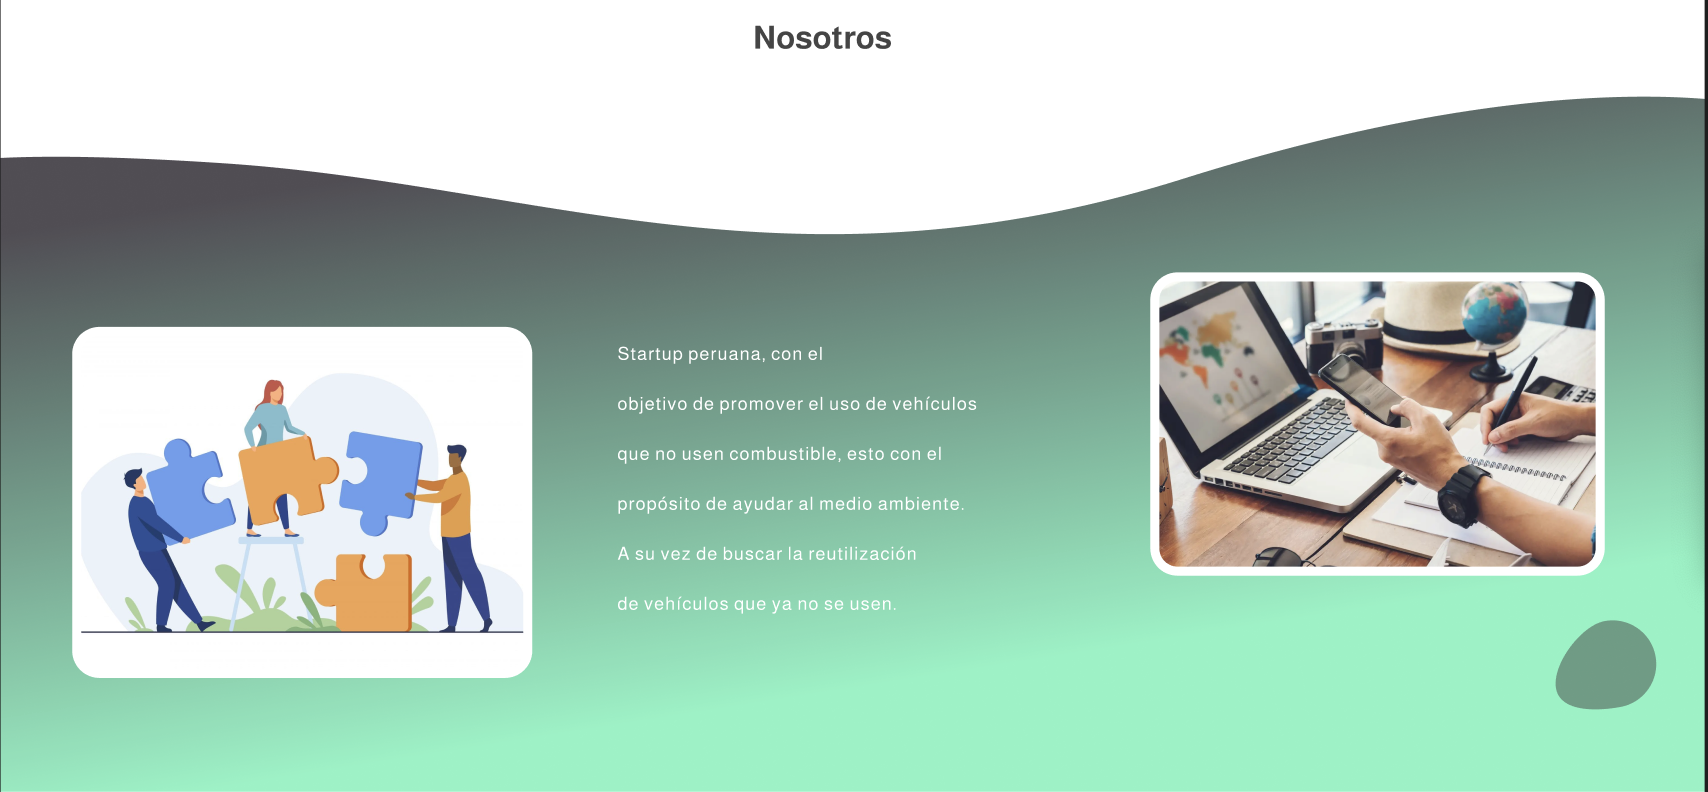 Nosotros
Startup peruana, con el
objetivo de promover el uso de vehículos
que no usen combustible, esto con el
propósito de ayudar al medio ambiente.
A su vez de buscar la reutilización
de vehículos que ya no se usen.